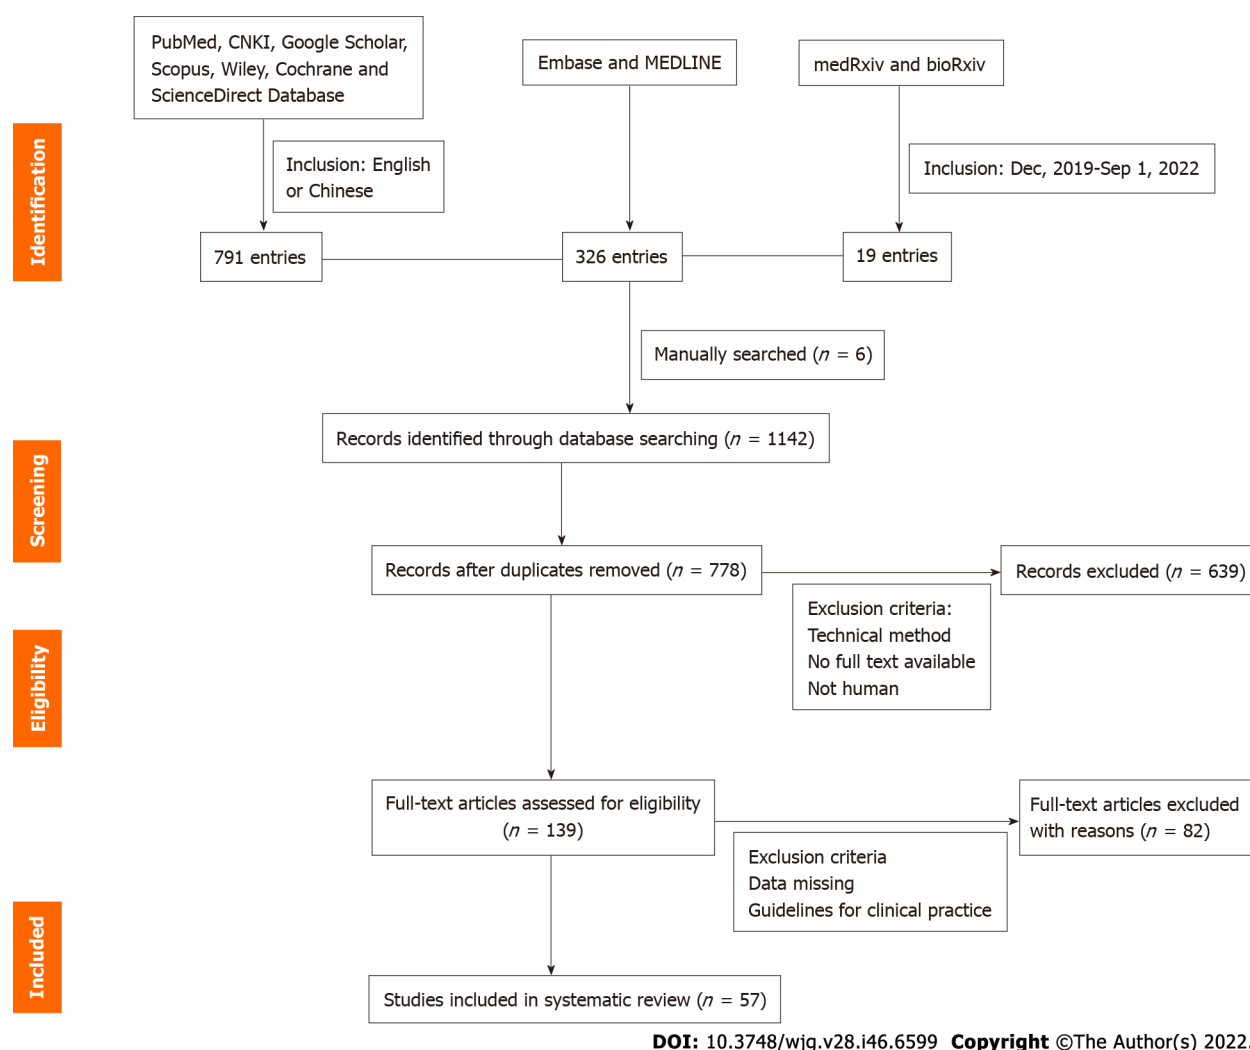 PubMed, CNKI, Google Scholar,
Scopus, Wiley, Cochrane and
ScienceDirect Database
Embase and MEDLINE
medRxiv and bioRxiv
Identification
Inclusion: English
or Chinese
Inclusion: Dec, 2019-Sep 1, 2022
791 entries
326 entries
19 entries
Manually searched (n = 6)
Records identified through database searching (n = 1142)
Screening
Records after duplicates removed (n = 778)
Records excluded (n = 639)
Exclusion criteria:
Technical method
No full text available
Not human
Eligibility
Full-text articles assessed for eligibility
(n = 139)
Full-text articles excluded
with reasons (n = 82)
Exclusion criteria
Data missing
Guidelines for clinical practice
Included
Studies included in systematic review (n = 57)
DOI: 10.3748/wjg.v28.i46.6599 Copyright ©The Author(s) 2022.